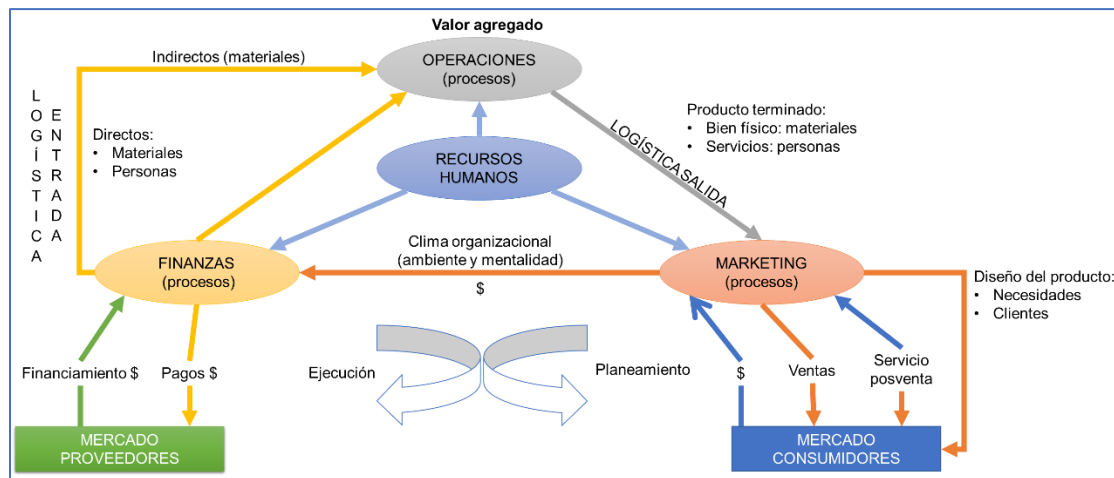 Valor agregado
OPERACIONES
(procesos)
Indirectos (materiales)
LOGÍSTICA
ENTRADA
Directos:
• Materiales
• Personas
RECURSOS
HUMANOS
LOGÍSTICA SALIDA
Producto terminado:
• Bien físico: materiales
• Servicios: personas
FINANZAS
(procesos)
Clima organizacional
(ambiente y mentalidad)
$
MARKETING
(procesos)
Diseño del producto:
• Necesidades
• Clientes
Financiamiento $
Pagos $
Ejecución
Planeamiento
$
Ventas
Servicio
posventa
MERCADO
PROVEEDORES
MERCADO
CONSUMIDORES